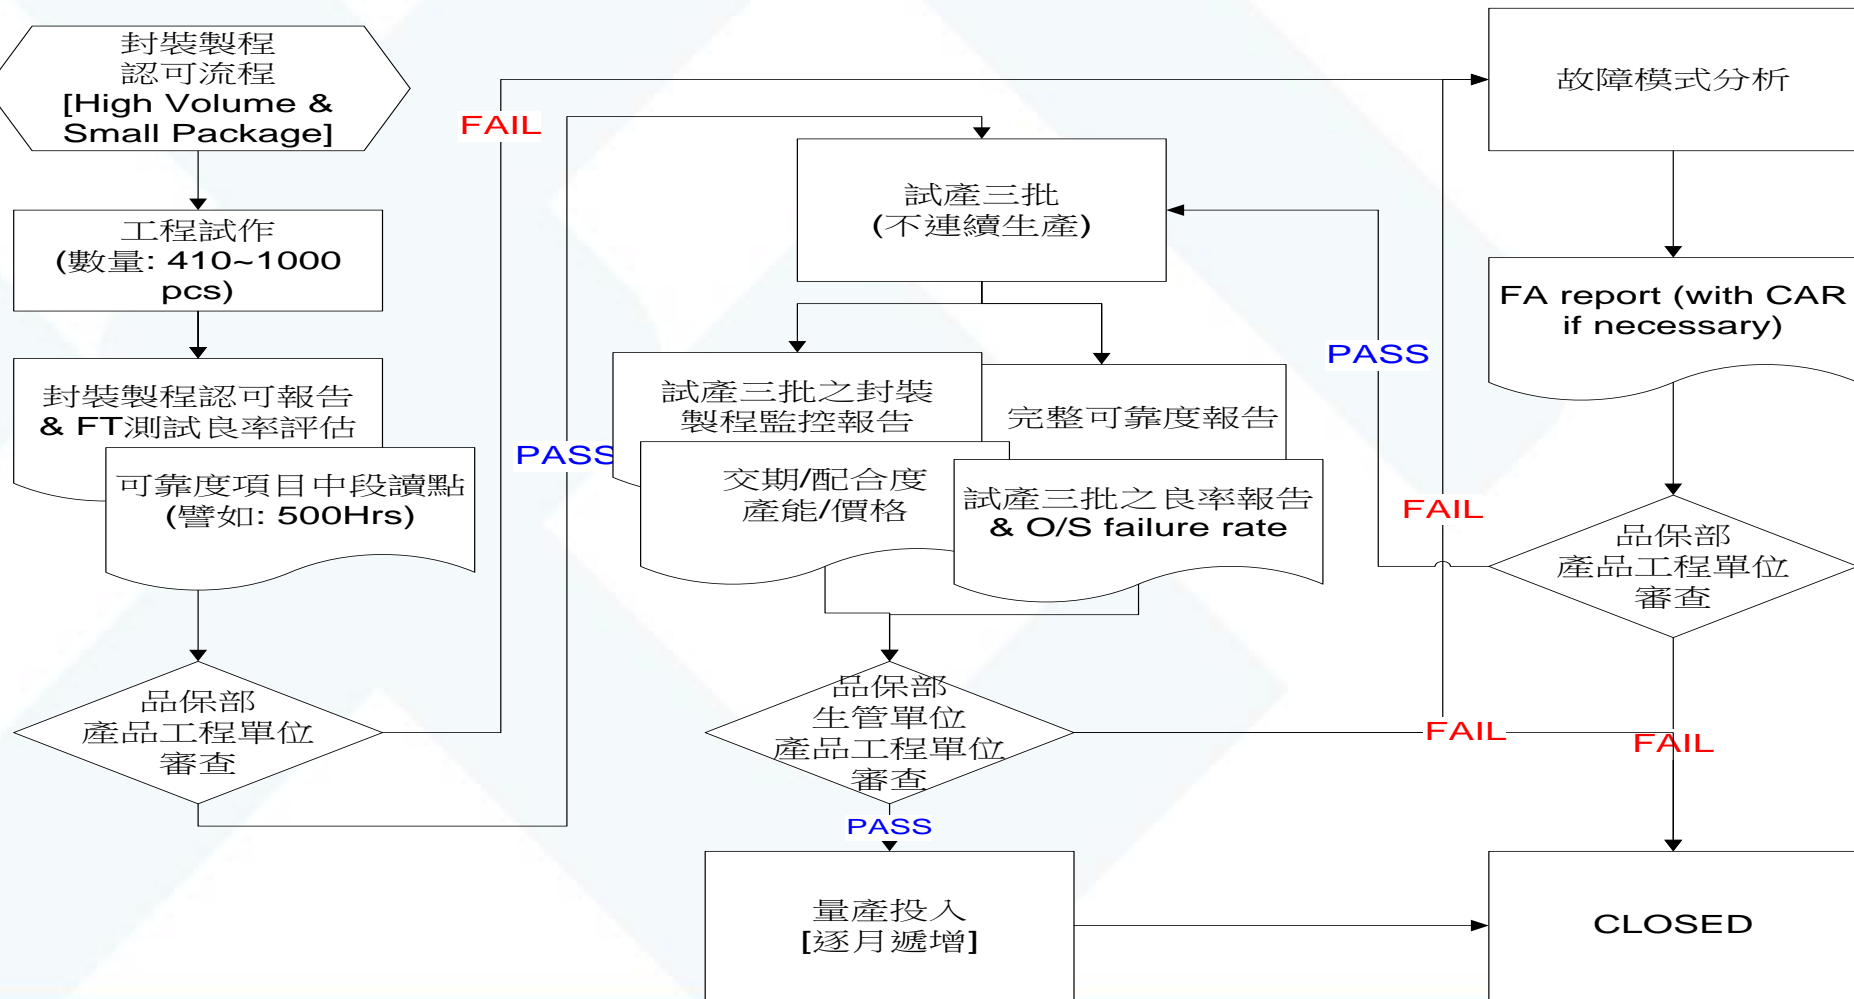 封裝製程
認可流程
[High Volume &
Small Package]
工程試作
(數量: 410~1000
pcs)
封裝製程認可報告
& FT測試良率評估
可靠度項目中段讀點
(譬如: 500Hrs)
品保部
產品工程單位
審查
FAIL
PASS
試產三批
(不連續生產)
試產三批之封裝
製程監控報告
完整可靠度報告
交期/配合度
產能/價格
試產三批之良率報告
& O/S failure rate
品保部
生管單位
產品工程單位
審查
PASS
量產投入
[逐月遞增]
故障模式分析
FA report (with CAR
if necessary)
PASS
FAIL
品保部
產品工程單位
審查
FAIL
FAIL
CLOSED